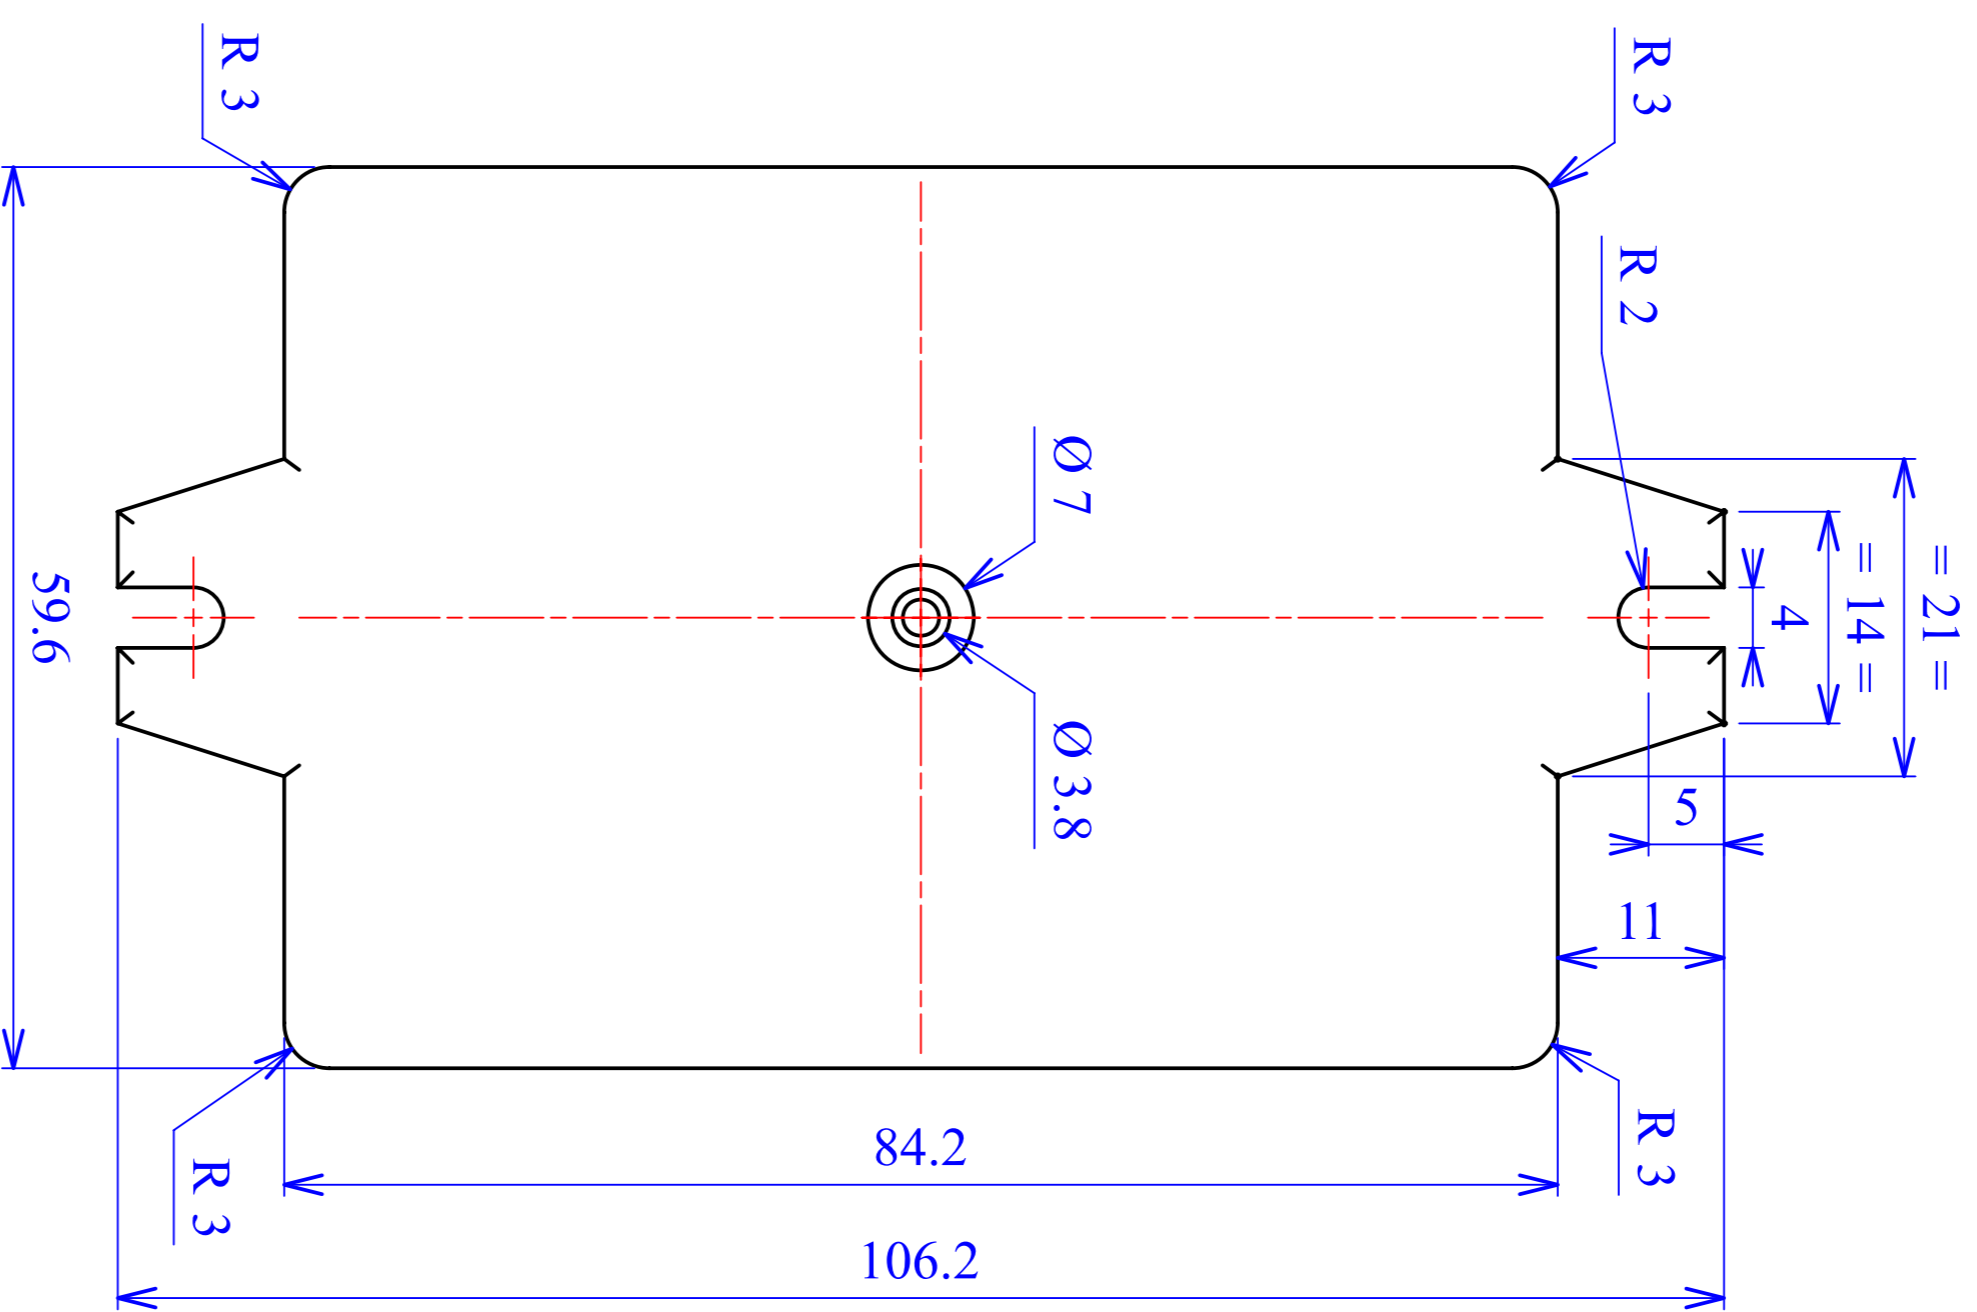 R 3
R 3
R 2
Ø 7
= 21 =
= 14 =
4
59.6
Ø 3.8
5
11
R 3
R 3
84.2
106.2